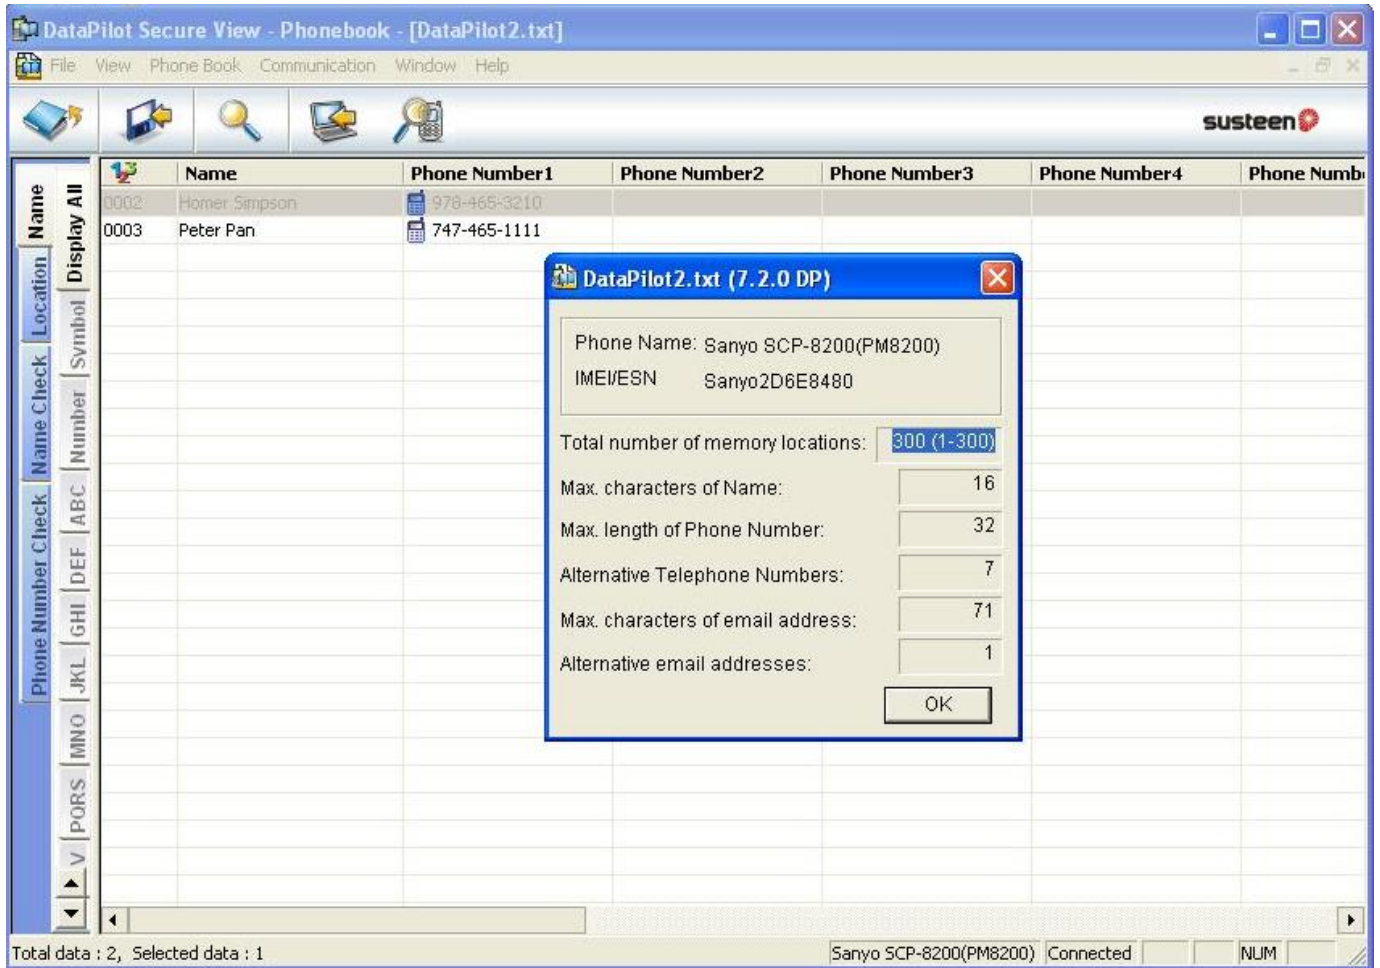 DataPilot Secure View - Phonebook - [DataPilot2.txt]
File View Phone Book Communication Window Help
susteen
Name Phone Number1 Phone Number2 Phone Number3 Phone Number4 Phone Numb
0002 Homer Simpson 978-465-3210
0003 Peter Pan 747-465-1111
Name
Location
Name Check
Phone Number Check
Display All
Symbol
Number
ABC
DEF
GHI
JKL
MNO
PQRS
V
DataPilot2.txt (7.2.0 DP)
Phone Name: Sanyo SCP-8200(PM8200)
IMEI/ESN Sanyo2D6E8480
Total number of memory locations: 300 (1-300)
Max. characters of Name: 16
Max. length of Phone Number: 32
Alternative Telephone Numbers: 7
Max. characters of email address: 71
Alternative email addresses: 1
OK
Total data : 2, Selected data : 1 Sanyo SCP-8200(PM8200) Connected NUM